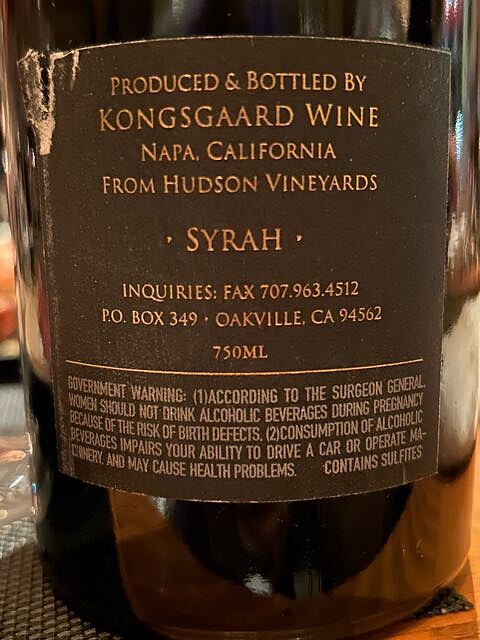 PRODUCED & BOTTLED BY
KONGSGAARD WINE
NAPA, CALIFORNIA
FROM HUDSON VINEYARDS
· SYRAH ·
INQUIRIES: FAX 707.963.4512
P.O. BOX 349 · OAKVILLE, CA 94562
750ML
GOVERNMENT WARNING: (1)ACCORDING TO THE SURGEON GENERAL,
WOMEN SHOULD NOT DRINK ALCOHOLIC BEVERAGES DURING PREGNANCY
BECAUSE OF THE RISK OF BIRTH DEFECTS. (2)CONSUMPTION OF ALCOHOLIC
BEVERAGES IMPAIRS YOUR ABILITY TO DRIVE A CAR OR OPERATE MA-
CHINERY, AND MAY CAUSE HEALTH PROBLEMS. CONTAINS SULFITES